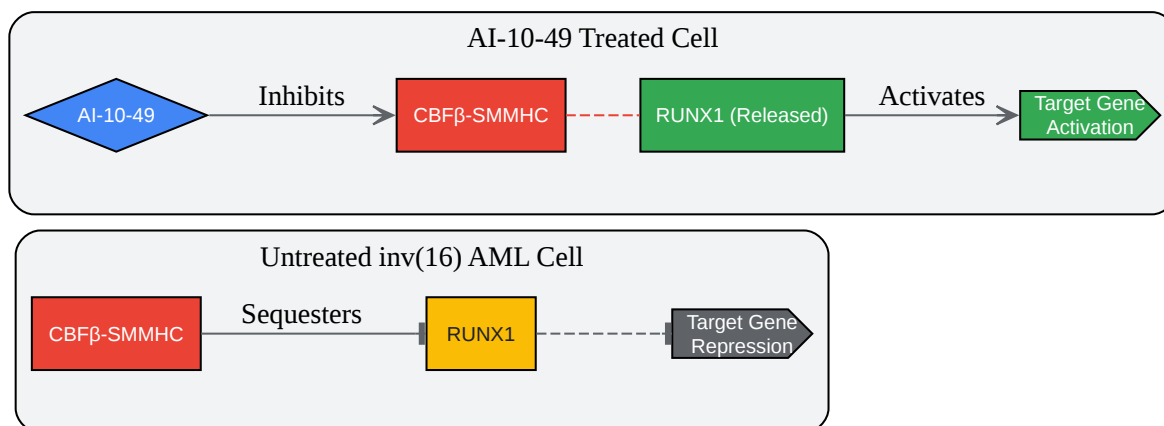 AI-10-49 Treated Cell
AI-10-49
Inhibits
CBFβ-SMMHC
RUNX1 (Released)
Activates
Target Gene
Activation
Untreated inv(16) AML Cell
CBFβ-SMMHC
Sequesters
RUNX1
Target Gene
Repression